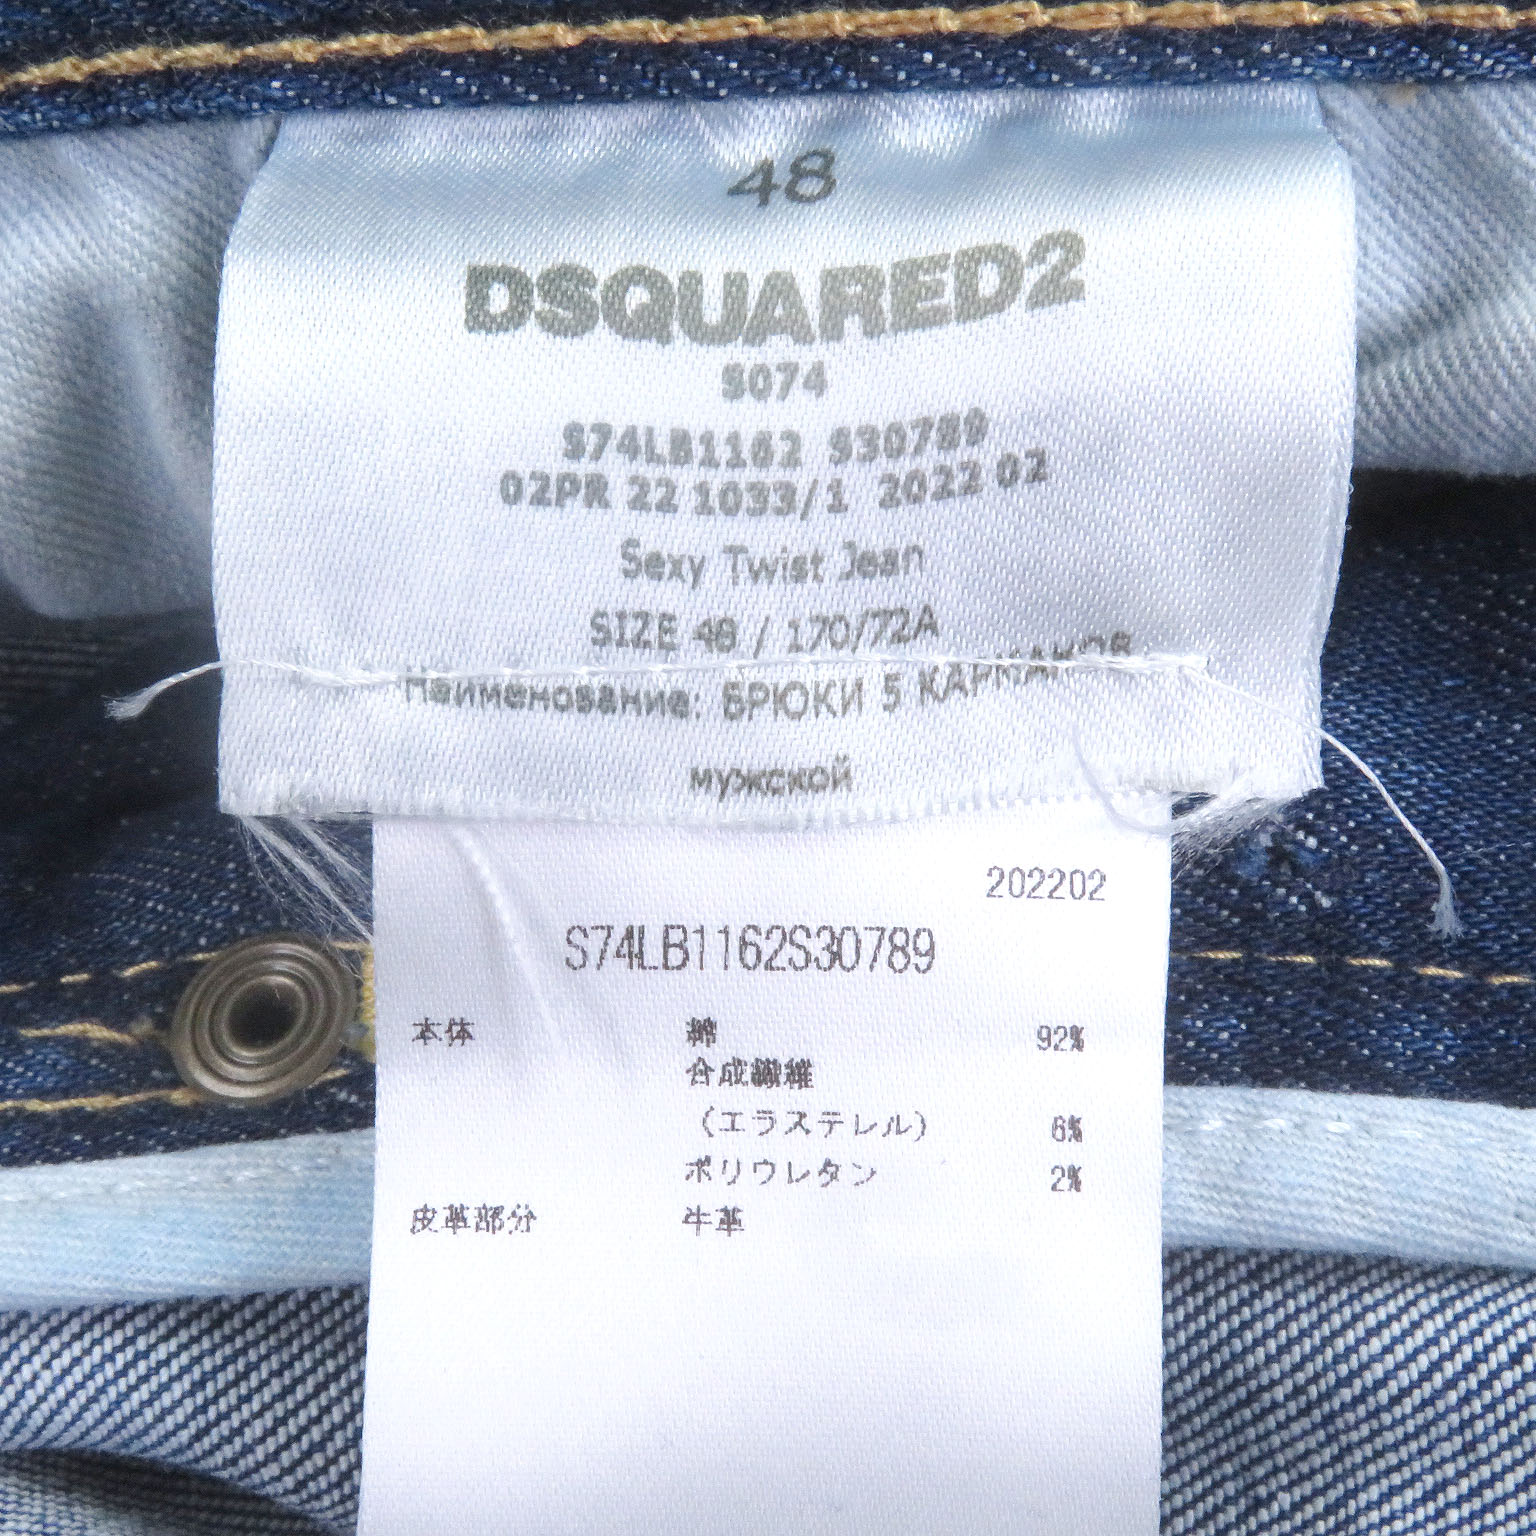 48
DSQUARED2
S074
S74LB1162 S30789
02PR 22 1033/1 2022 02
Sexy Twist Jean
SIZE 48 / 170/72A
Наименование: БРЮКИ 5 КАРМАНОВ
мужской
202202
S74LB1162S30789
本体 綿 92%
合成繊維
(エラステレル) 6%
ポリウレタン 2%
皮革部分 牛革